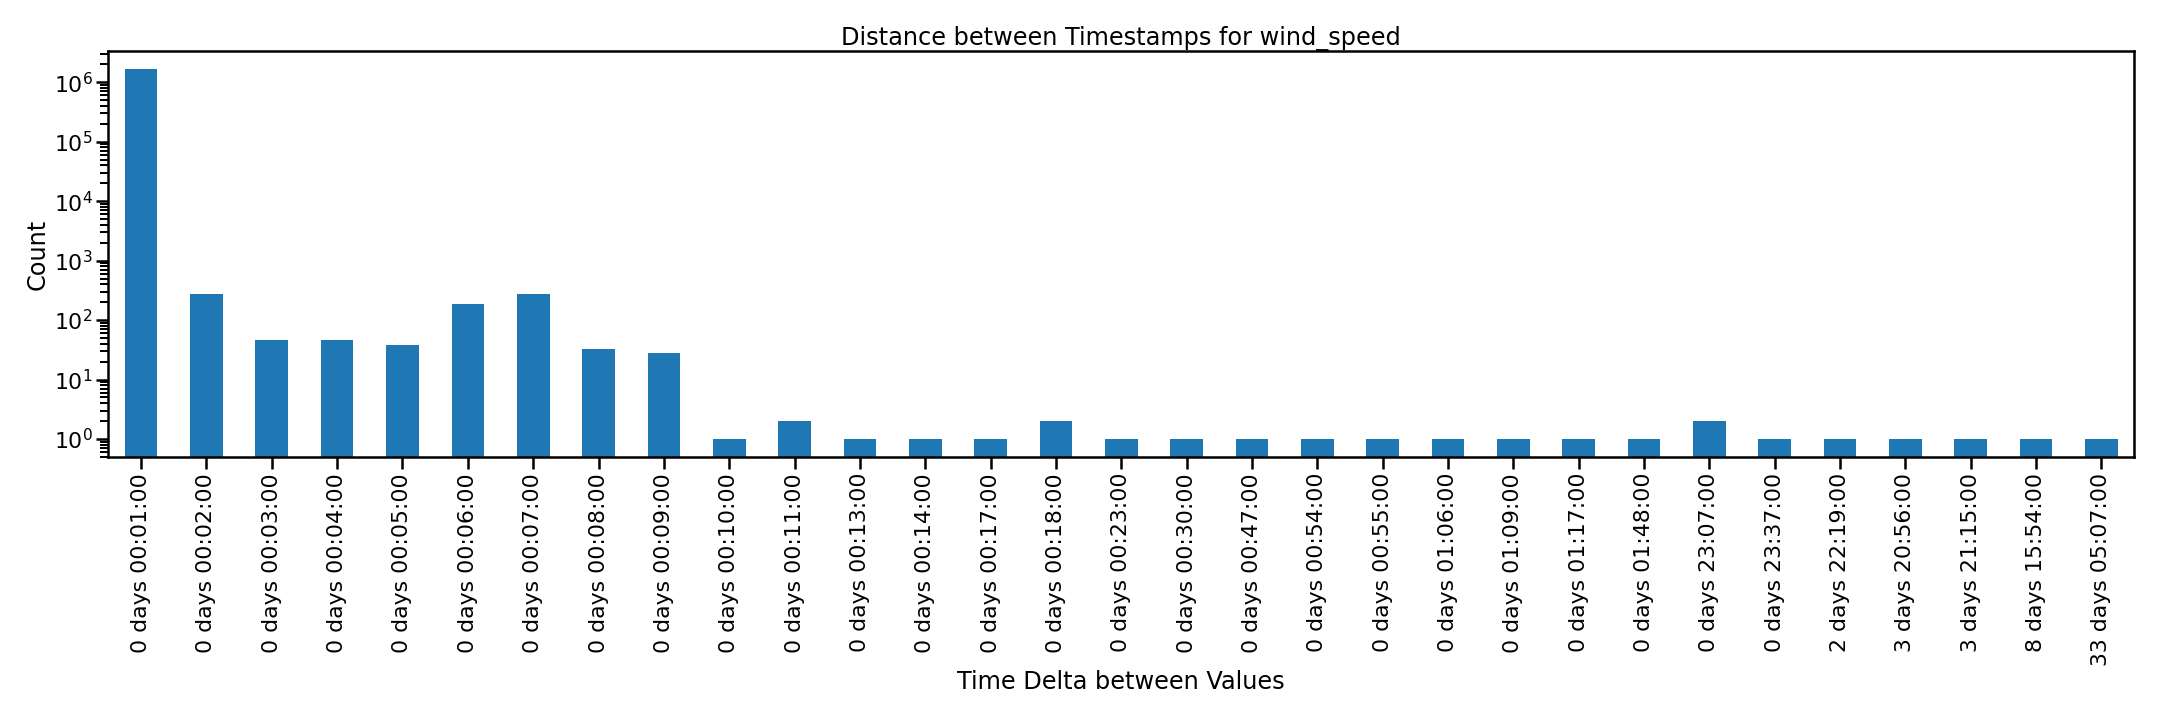 Distance between Timestamps for wind_speed
Count
10^6
10^5
10^4
10^3
10^2
10^1
10^0
0 days 00:01:00
0 days 00:02:00
0 days 00:03:00
0 days 00:04:00
0 days 00:05:00
0 days 00:06:00
0 days 00:07:00
0 days 00:08:00
0 days 00:09:00
0 days 00:10:00
0 days 00:11:00
0 days 00:13:00
0 days 00:14:00
0 days 00:17:00
0 days 00:18:00
0 days 00:23:00
0 days 00:30:00
0 days 00:47:00
0 days 00:54:00
0 days 00:55:00
0 days 01:06:00
0 days 01:09:00
0 days 01:17:00
0 days 01:48:00
0 days 23:07:00
0 days 23:37:00
2 days 22:19:00
3 days 20:56:00
3 days 21:15:00
8 days 15:54:00
33 days 05:07:00
Time Delta between Values